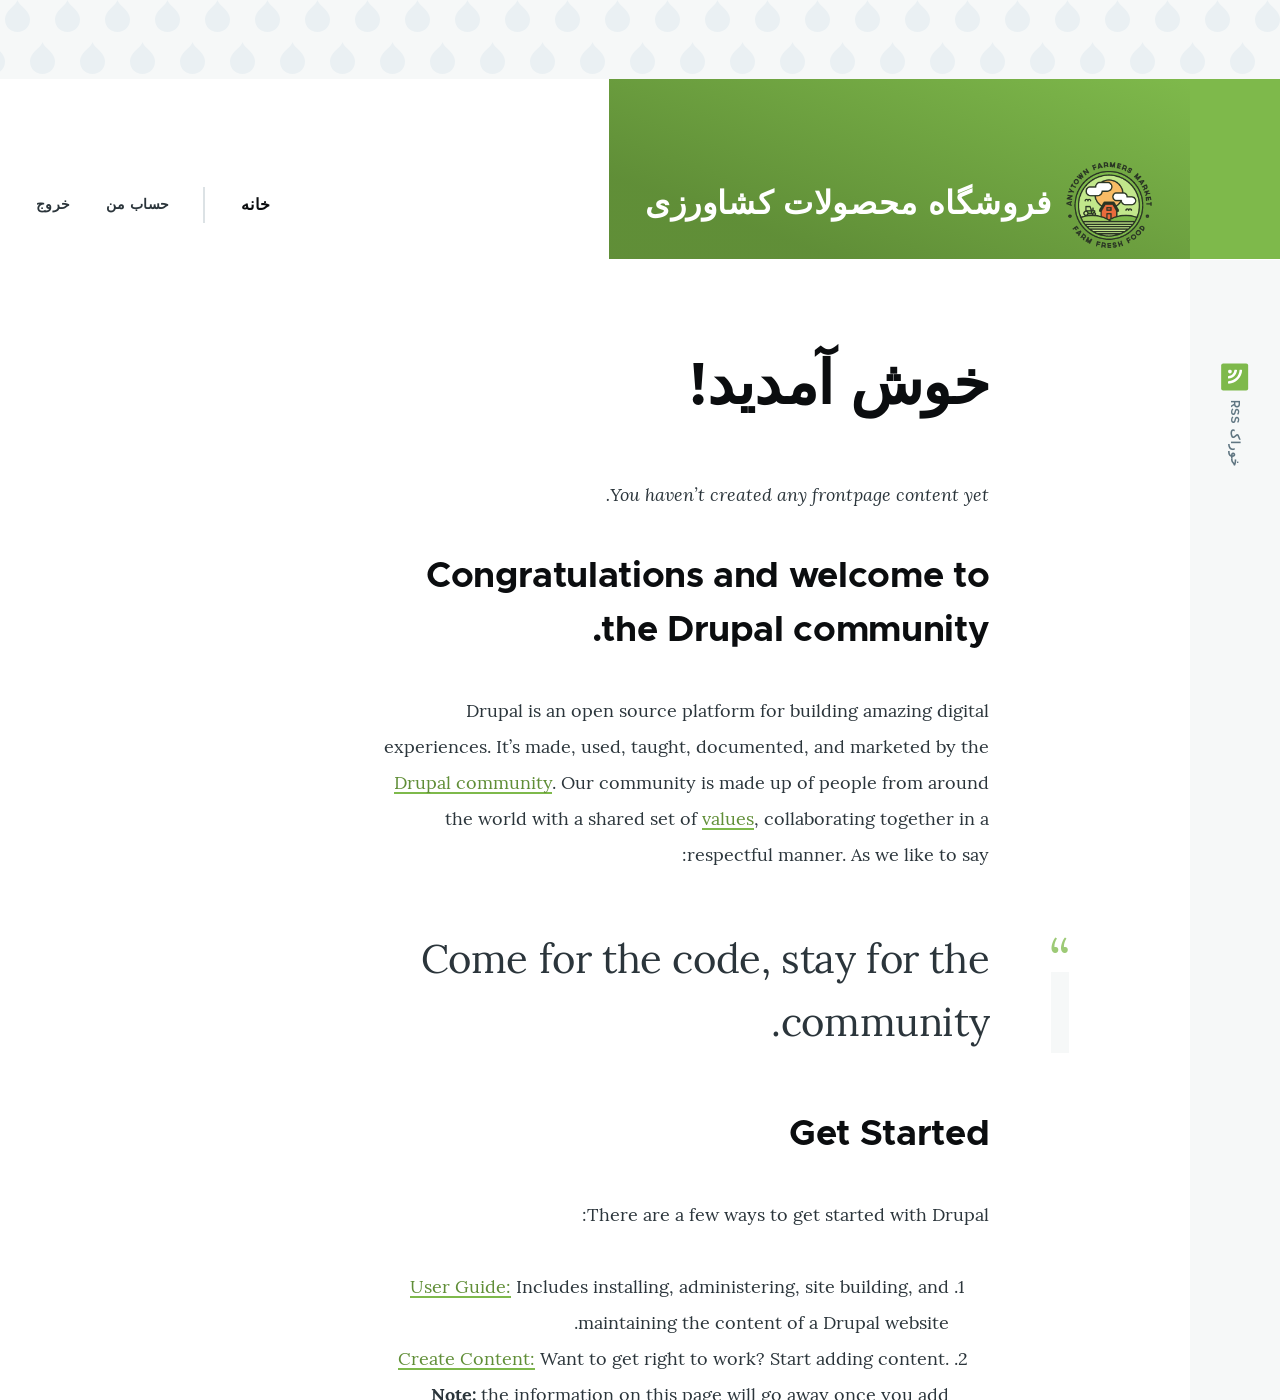 ANYTOWN FARMERS MARKET
FARM FRESH FOOD
فروشگاه محصولات کشاورزی
خانه
حساب من
خروج
خوراک RSS
خوش آمدید!
You haven’t created any frontpage content yet.
Congratulations and welcome to
the Drupal community.
Drupal is an open source platform for building amazing digital
experiences. It’s made, used, taught, documented, and marketed by the
Drupal community. Our community is made up of people from around
the world with a shared set of values, collaborating together in a
respectful manner. As we like to say:
“
Come for the code, stay for the
community.
Get Started
There are a few ways to get started with Drupal:
1. User Guide: Includes installing, administering, site building, and
maintaining the content of a Drupal website.
2. Create Content: Want to get right to work? Start adding content.
Note: the information on this page will go away once you add